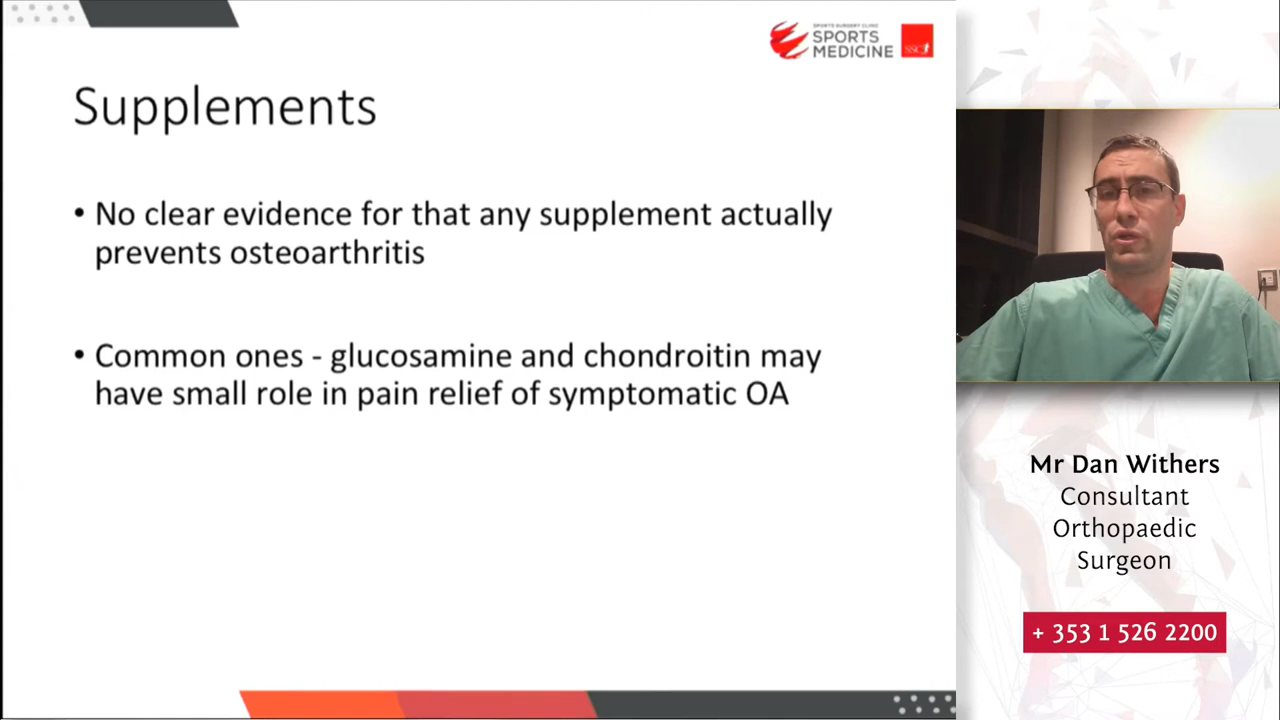 SPORTS SURGERY CLINIC
SPORTS
MEDICINE
SSC
Supplements
• No clear evidence for that any supplement actually
prevents osteoarthritis
• Common ones - glucosamine and chondroitin may
have small role in pain relief of symptomatic OA
Mr Dan Withers
Consultant
Orthopaedic
Surgeon
+ 353 1 526 2200